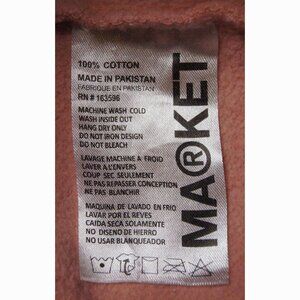 100% COTTON
MADE IN PAKISTAN
FABRIQUE EN PAKISTAN
RN # 163596
MACHINE WASH COLD
WASH INSIDE OUT
HANG DRY ONLY
DO NOT IRON DESIGN
DO NOT BLEACH
LAVAGE MACHINE A FROID
LAVER A L'ENVERS
COUP SEC SEULEMENT
NE PAS REPASSER CONCEPTION
NE PAS BLANCHIR
MAQUINA DE LAVADO EN FRIO
LAVAR POR EL REVES
CAIDA SECA SOLAMENTE
NO DISENO DE HIERRO
NO USAR BLANQUEADOR
MA®KET